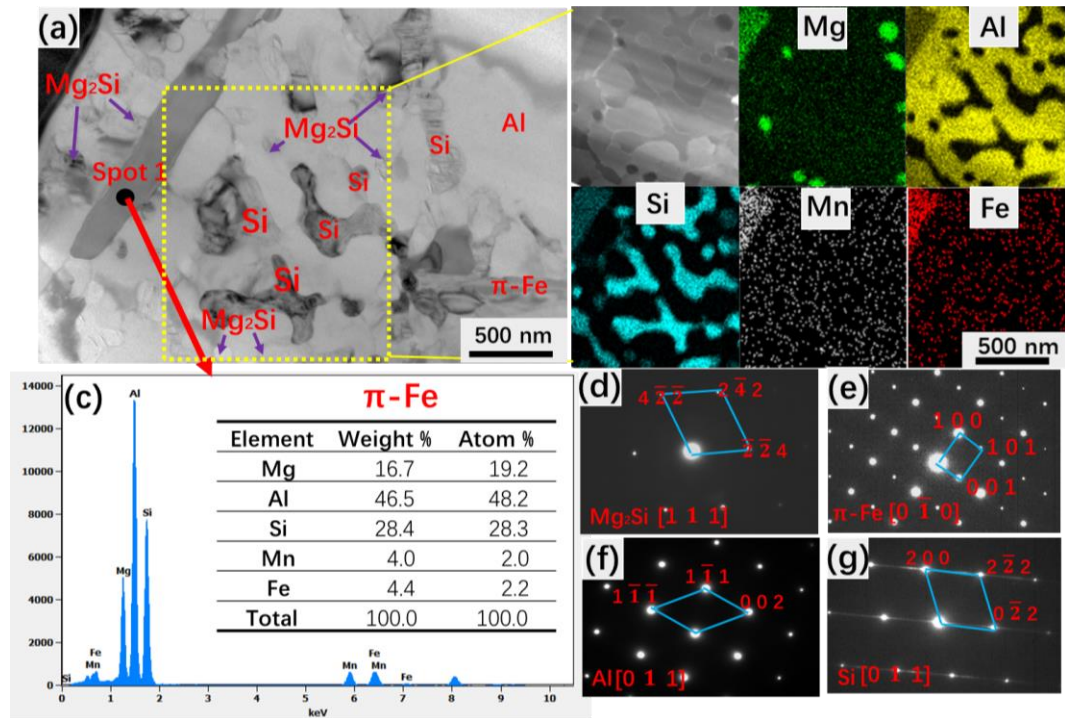 (a)
Mg₂Si
Mg₂Si
Al
Si
Spot 1
Si
Si
Si
Si
π-Fe
Mg₂Si
500 nm
Mg
Al
Si
Mn
Fe
500 nm
(c)
π-Fe
Element Weight % Atom %
Mg 16.7 19.2
Al 46.5 48.2
Si 28.4 28.3
Mn 4.0 2.0
Fe 4.4 2.2
Total 100.0 100.0
14000
12000
10000
8000
6000
4000
2000
0
Al
Si
Mg
Fe
Mn
Si
Mn
Fe
Mn
Fe
0 1 2 3 4 5 6 7 8 9 10
keV
(d)
4 2̄ 2̄
2 4̄ 2
2̄ 2̄ 4
Mg₂Si [1 1 1]
(e)
1 0 0
1 0 1
0 0 1
π-Fe [0 1̄ 0]
(f)
1 1̄ 1
1 1̄ 1̄
0 0 2
Al [0 1 1]
(g)
2 0 0
2 2̄ 2
0 2̄ 2
Si [0 1 1]